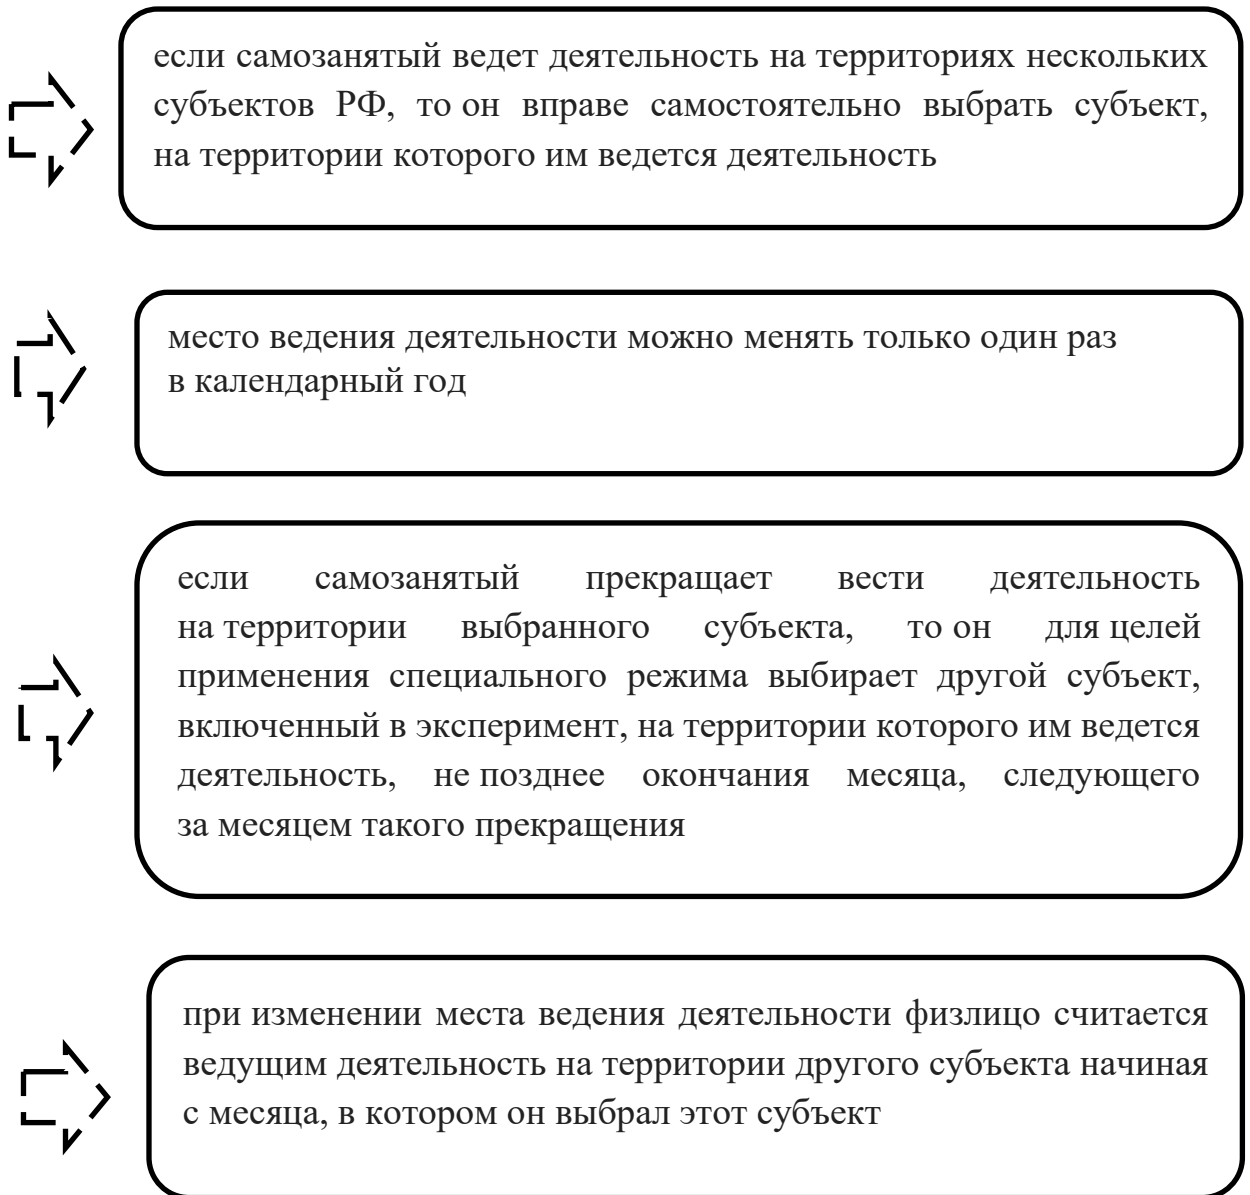 если самозанятый ведет деятельность на территориях нескольких
субъектов РФ, то он вправе самостоятельно выбрать субъект,
на территории которого им ведется деятельность
место ведения деятельности можно менять только один раз
в календарный год
если самозанятый прекращает вести деятельность
на территории выбранного субъекта, то он для целей
применения специального режима выбирает другой субъект,
включенный в эксперимент, на территории которого им ведется
деятельность, не позднее окончания месяца, следующего
за месяцем такого прекращения
при изменении места ведения деятельности физлицо считается
ведущим деятельность на территории другого субъекта начиная
с месяца, в котором он выбрал этот субъект